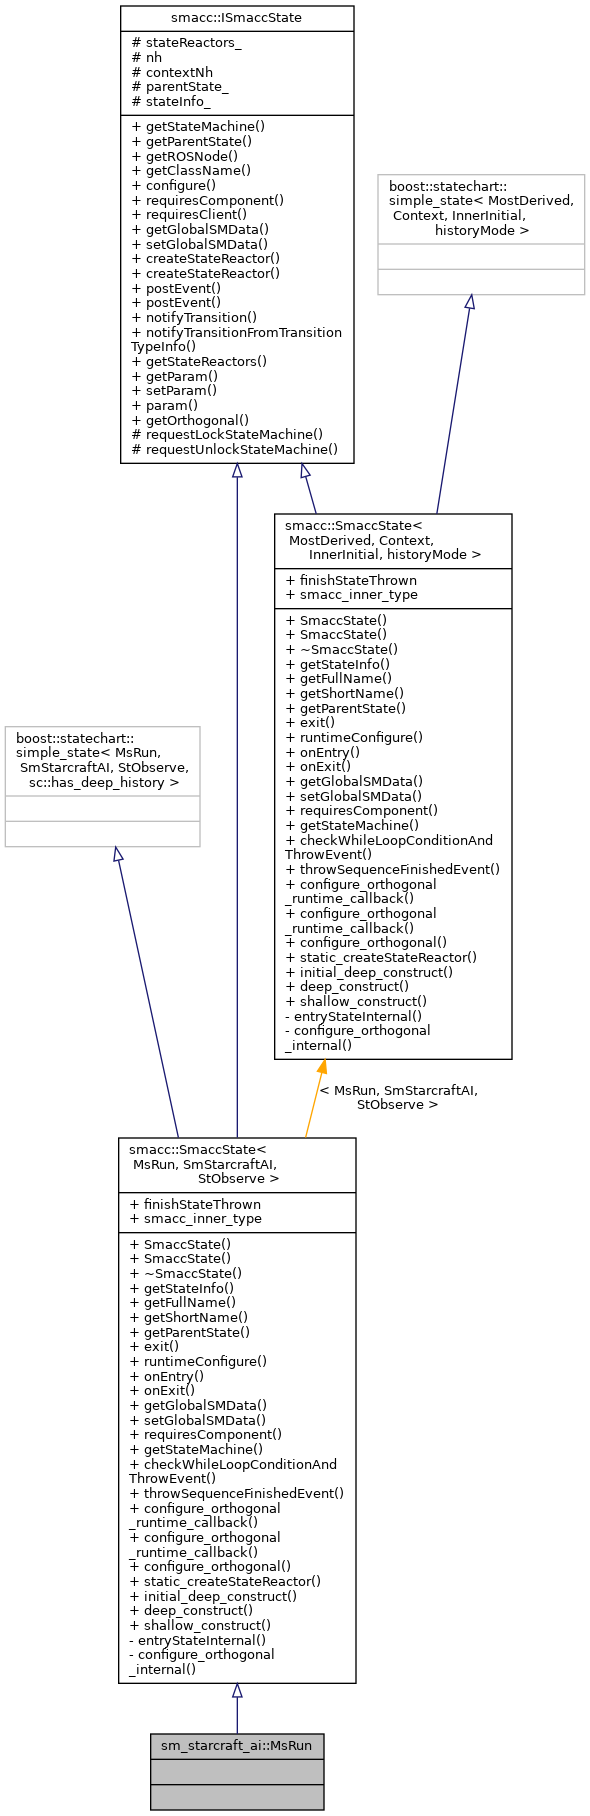 smacc::ISmaccState
# stateReactors_
# nh
# contextNh
# parentState_
# stateInfo_
+ getStateMachine()
+ getParentState()
+ getROSNode()
+ getClassName()
+ configure()
+ requiresComponent()
+ requiresClient()
+ getGlobalSMData()
+ setGlobalSMData()
+ createStateReactor()
+ createStateReactor()
+ postEvent()
+ postEvent()
+ notifyTransition()
+ notifyTransitionFromTransition
TypeInfo()
+ getStateReactors()
+ getParam()
+ setParam()
+ param()
+ getOrthogonal()
# requestLockStateMachine()
# requestUnlockStateMachine()
boost::statechart::
simple_state< MostDerived,
Context, InnerInitial,
historyMode >
smacc::SmaccState<
MostDerived, Context,
InnerInitial, historyMode >
+ finishStateThrown
+ smacc_inner_type
+ SmaccState()
+ SmaccState()
+ ~SmaccState()
+ getStateInfo()
+ getFullName()
+ getShortName()
+ getParentState()
+ exit()
+ runtimeConfigure()
+ onEntry()
+ onExit()
+ getGlobalSMData()
+ setGlobalSMData()
+ requiresComponent()
+ getStateMachine()
+ checkWhileLoopConditionAnd
ThrowEvent()
+ throwSequenceFinishedEvent()
+ configure_orthogonal
_runtime_callback()
+ configure_orthogonal
_runtime_callback()
+ configure_orthogonal()
+ static_createStateReactor()
+ initial_deep_construct()
+ deep_construct()
+ shallow_construct()
- entryStateInternal()
- configure_orthogonal
_internal()
boost::statechart::
simple_state< MsRun,
SmStarcraftAI, StObserve,
sc::has_deep_history >
< MsRun, SmStarcraftAI,
StObserve >
smacc::SmaccState<
MsRun, SmStarcraftAI,
StObserve >
+ finishStateThrown
+ smacc_inner_type
+ SmaccState()
+ SmaccState()
+ ~SmaccState()
+ getStateInfo()
+ getFullName()
+ getShortName()
+ getParentState()
+ exit()
+ runtimeConfigure()
+ onEntry()
+ onExit()
+ getGlobalSMData()
+ setGlobalSMData()
+ requiresComponent()
+ getStateMachine()
+ checkWhileLoopConditionAnd
ThrowEvent()
+ throwSequenceFinishedEvent()
+ configure_orthogonal
_runtime_callback()
+ configure_orthogonal
_runtime_callback()
+ configure_orthogonal()
+ static_createStateReactor()
+ initial_deep_construct()
+ deep_construct()
+ shallow_construct()
- entryStateInternal()
- configure_orthogonal
_internal()
sm_starcraft_ai::MsRun